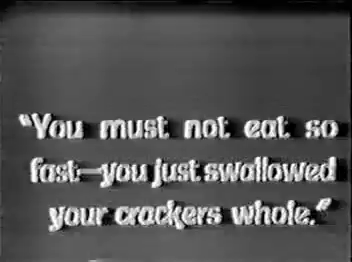 "You must not eat so
fast—you just swallowed
your crackers whole."